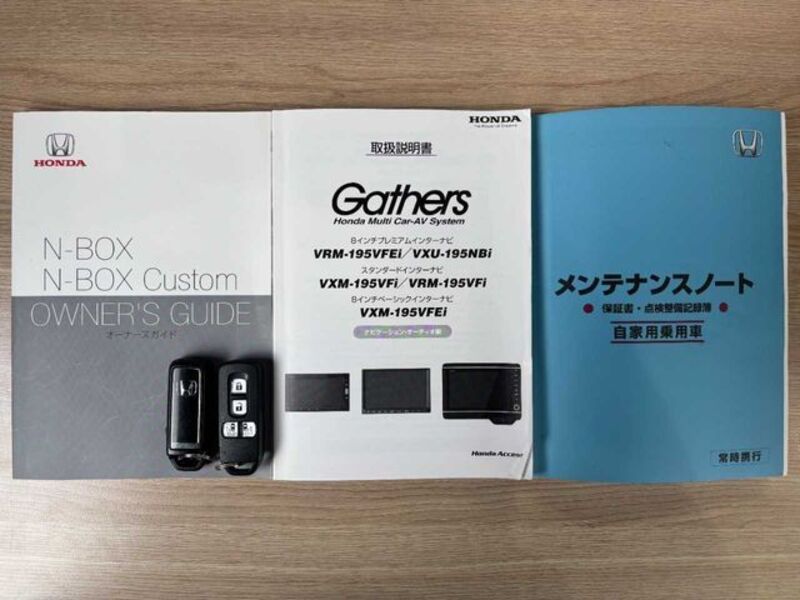 HONDA
N-BOX
N-BOX Custom
OWNER'S GUIDE
オーナーズガイド
HONDA
The Power of Dreams
取扱説明書
Gathers
Honda Multi Car-AV System
8インチプレミアムインターナビ
VRM-195VFEi/VXU-195NBi
スタンダードインターナビ
VXM-195VFi/VRM-195VFi
8インチベーシックインターナビ
VXM-195VFEi
ナビゲーション・オーディオ編
Honda Access
メンテナンスノート
● 保証書・点検整備記録簿 ●
自家用乗用車
常時携行